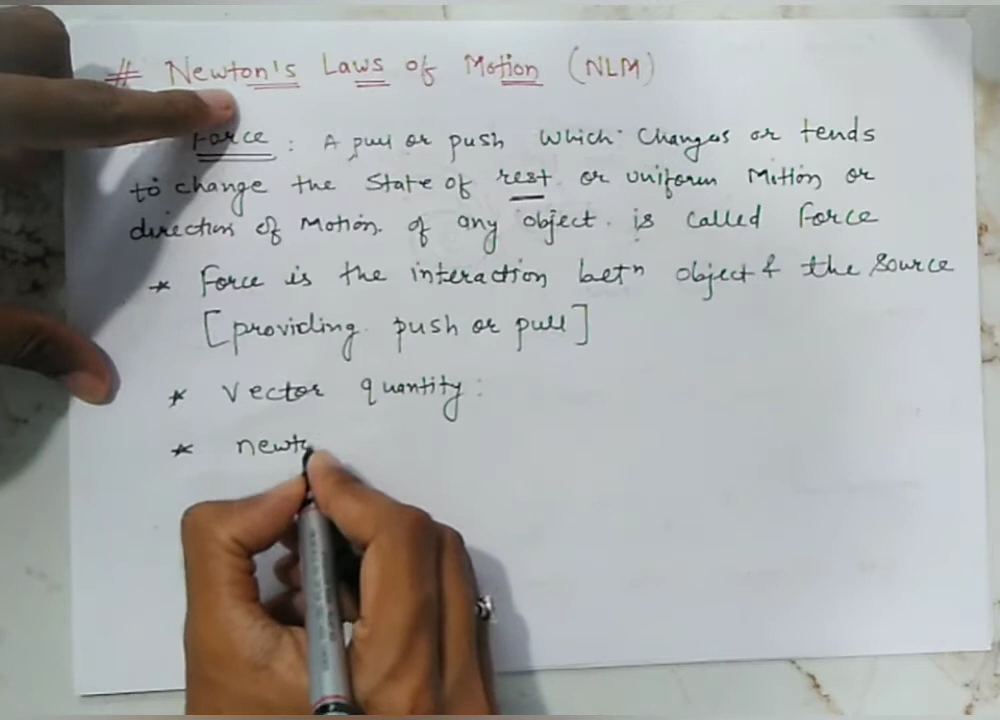 # Newton's Laws of Motion (NLM)
Force : A pull or push which changes or tends
to change the state of rest or uniform Motion or
direction of Motion of any object is called Force
* Force is the interaction betn object & the source
[providing push or pull]
* Vector quantity :
* newto